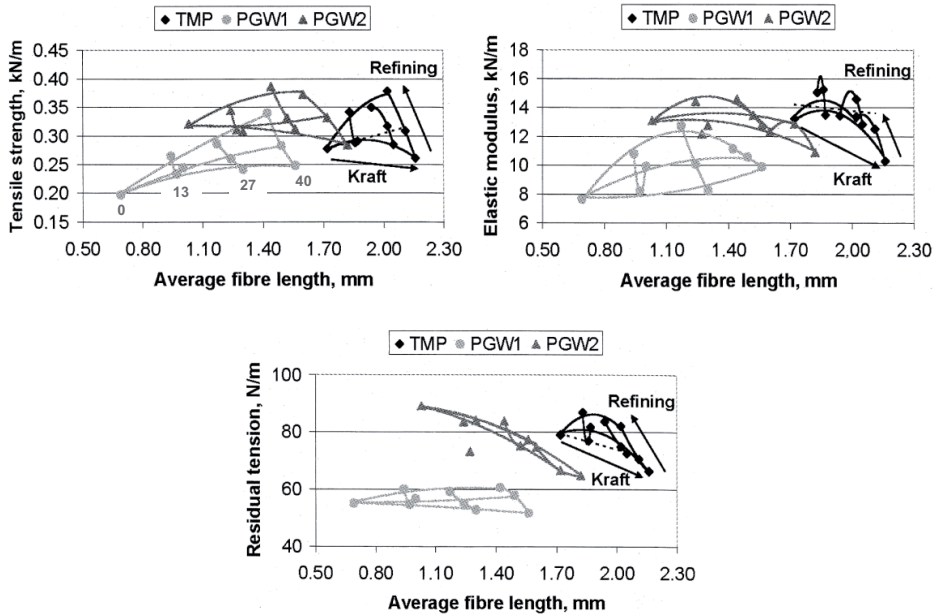 TMP PGW1 PGW2
Tensile strength, kN/m
0.45
0.40
0.35
0.30
0.25
0.20
0.15
Refining
Kraft
0
13
27
40
0.50 0.80 1.10 1.40 1.70 2.00 2.30
Average fibre length, mm
TMP PGW1 PGW2
Elastic modulus, kN/m
18
16
14
12
10
8
6
Refining
Kraft
0.50 0.80 1.10 1.40 1.70 2.00 2.30
Average fibre length, mm
TMP PGW1 PGW2
Residual tension, N/m
100
80
60
40
Refining
Kraft
0.50 0.80 1.10 1.40 1.70 2.00 2.30
Average fibre length, mm